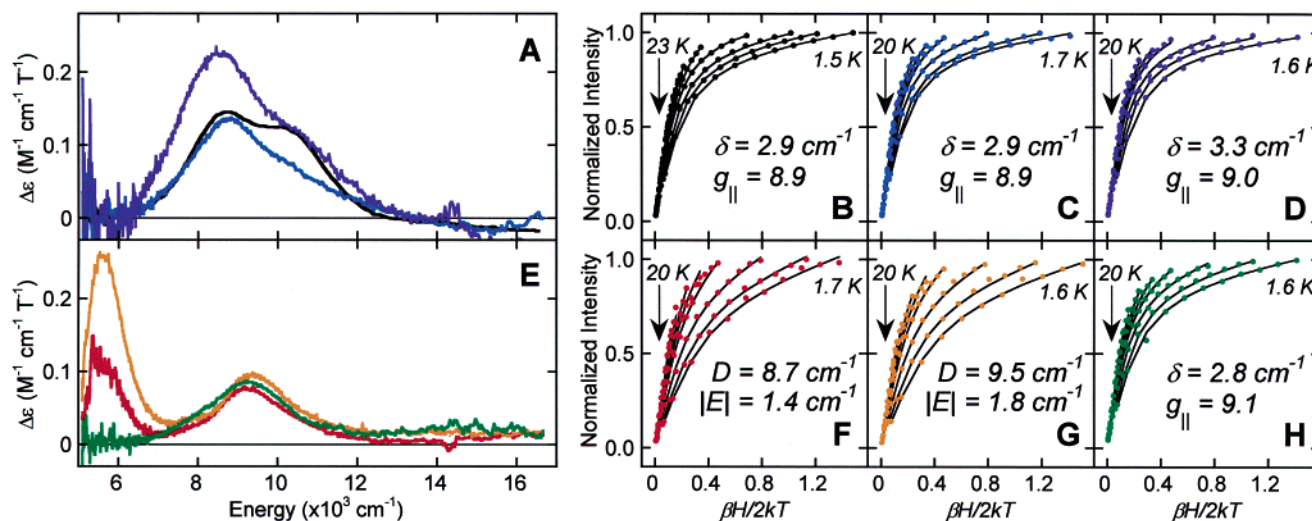 Δε (M⁻¹ cm⁻¹ T⁻¹)
0.2
0.1
0
A
Δε (M⁻¹ cm⁻¹ T⁻¹)
0.2
0.1
0
E
6 8 10 12 14 16
Energy (x10³ cm⁻¹)
Normalized Intensity
1.0
0.5
0.0
23 K
1.5 K
δ = 2.9 cm⁻¹
g||= 8.9
B
20 K
1.7 K
δ = 2.9 cm⁻¹
g||= 8.9
C
20 K
1.6 K
δ = 3.3 cm⁻¹
g||= 9.0
D
Normalized Intensity
1.0
0.5
0.0
20 K
1.7 K
D = 8.7 cm⁻¹
|E| = 1.4 cm⁻¹
F
20 K
1.6 K
D = 9.5 cm⁻¹
|E| = 1.8 cm⁻¹
G
20 K
1.6 K
δ = 2.8 cm⁻¹
g||= 9.1
H
0 0.4 0.8 1.2
0 0.4 0.8 1.2
0 0.4 0.8 1.2
βH/2kT
βH/2kT
βH/2kT